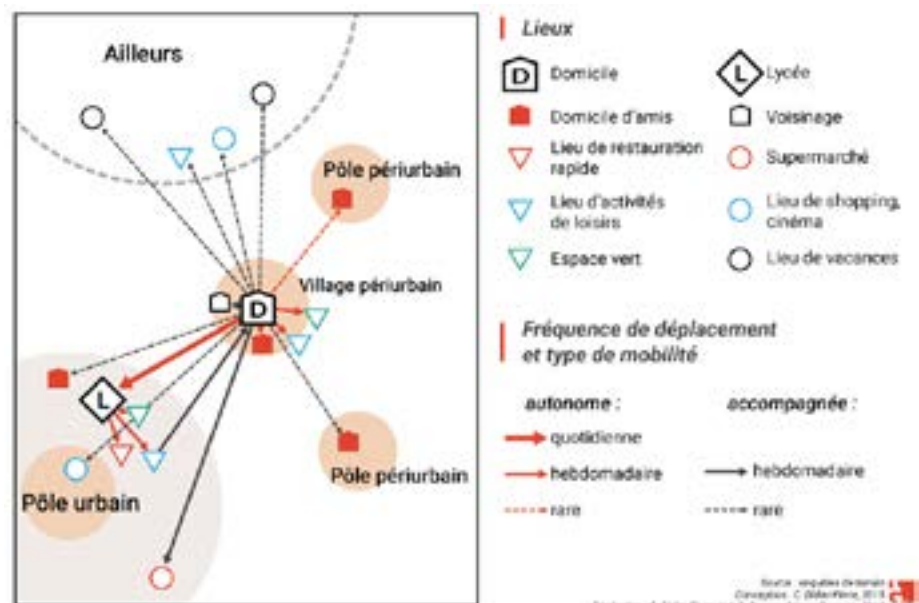 Ailleurs
Pôle périurbain
Village périurbain
D
L
Pôle urbain
Pôle périurbain
Lieux
D
Domicile
L
Lycée
Domicile d'amis
Voisinage
Lieu de restauration
rapide
Supermarché
Lieu d'activités
de loisirs
Lieu de shopping,
cinéma
Espace vert
Lieu de vacances
Fréquence de déplacement
et type de mobilité
autonome :
accompagnée :
quotidienne
hebdomadaire
hebdomadaire
rare
rare
Source : enquêtes de terrain
Conception : C. Didier-Fèvre,